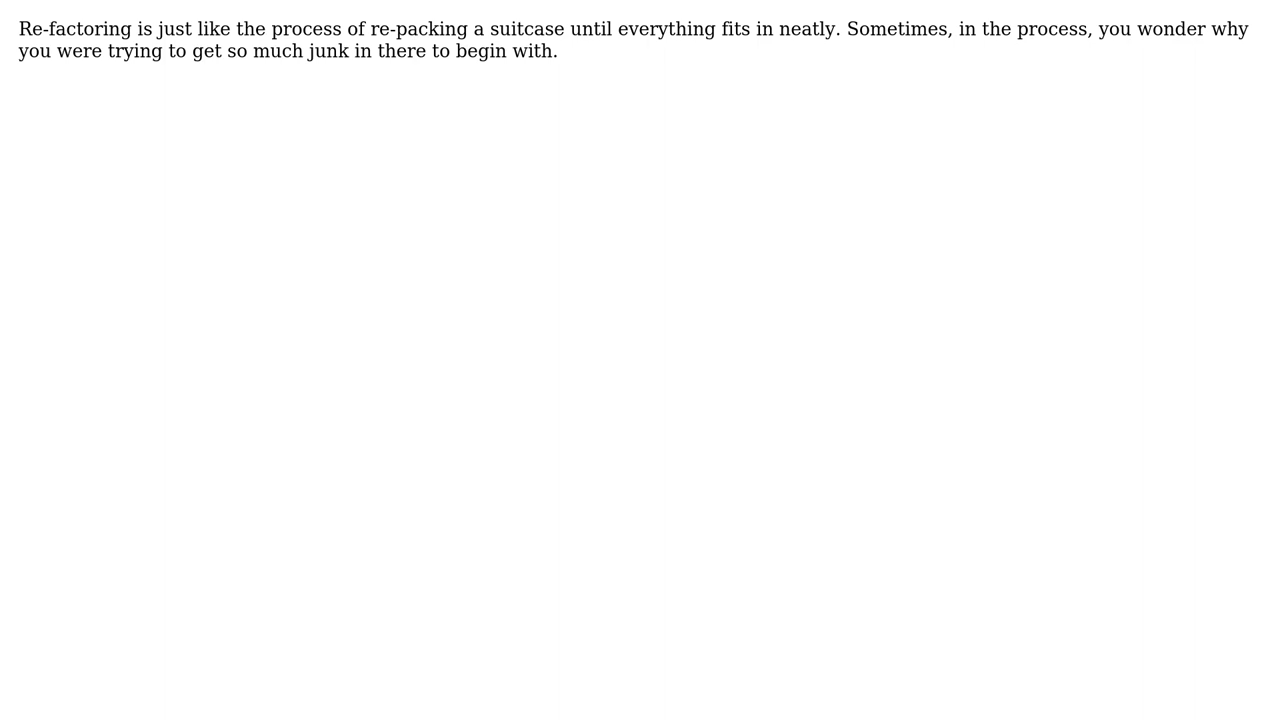 Re-factoring is just like the process of re-packing a suitcase until everything fits in neatly. Sometimes, in the process, you wonder why
you were trying to get so much junk in there to begin with.